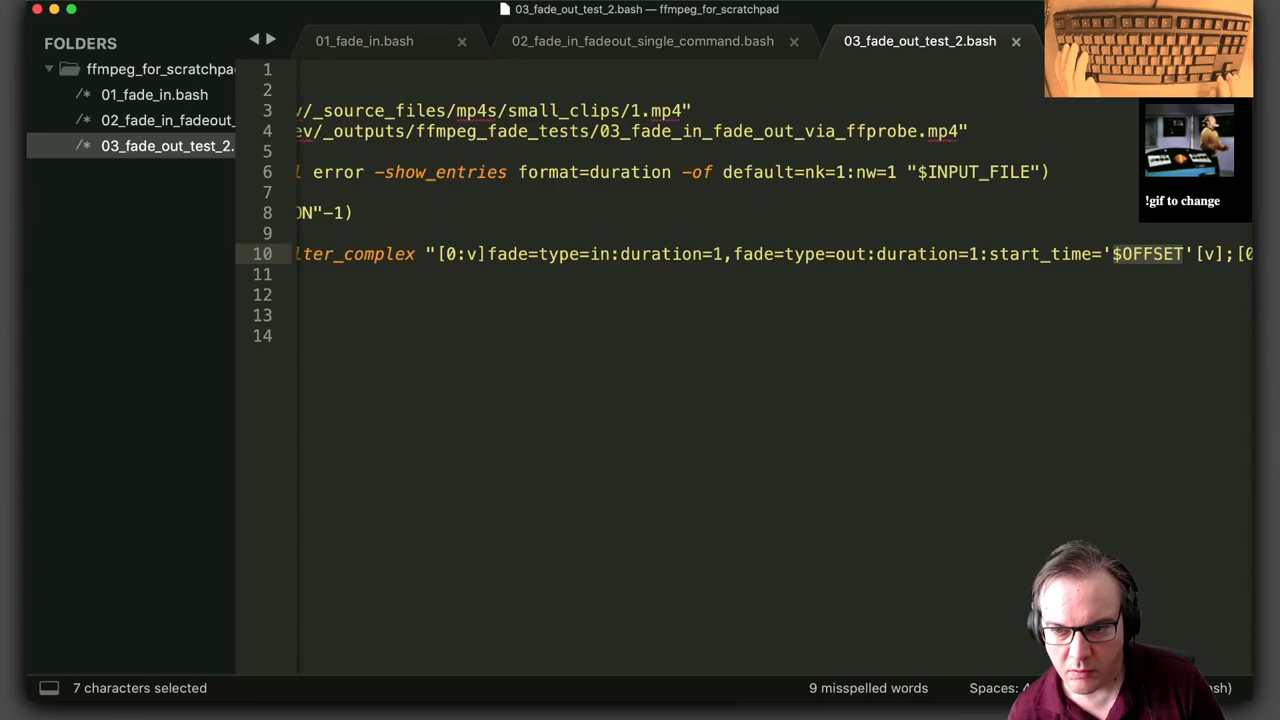 03_fade_out_test_2.bash — ffmpeg_for_scratchpad
FOLDERS
ffmpeg_for_scratchpa
/* 01_fade_in.bash
/* 02_fade_in_fadeout_
/* 03_fade_out_test_2.
01_fade_in.bash
02_fade_in_fadeout_single_command.bash
03_fade_out_test_2.bash
1
2
3 v/_source_files/mp4s/small_clips/1.mp4"
4 ev/_outputs/ffmpeg_fade_tests/03_fade_in_fade_out_via_ffprobe.mp4"
5
6 l error -show_entries format=duration -of default=nk=1:nw=1 "$INPUT_FILE")
7
8 ON"-1)
9
10 lter_complex "[0:v]fade=type=in:duration=1,fade=type=out:duration=1:start_time='$OFFSET'[v];[0
11
12
13
14
!gif to change
7 characters selected
9 misspelled words
Spaces: 4
sh)